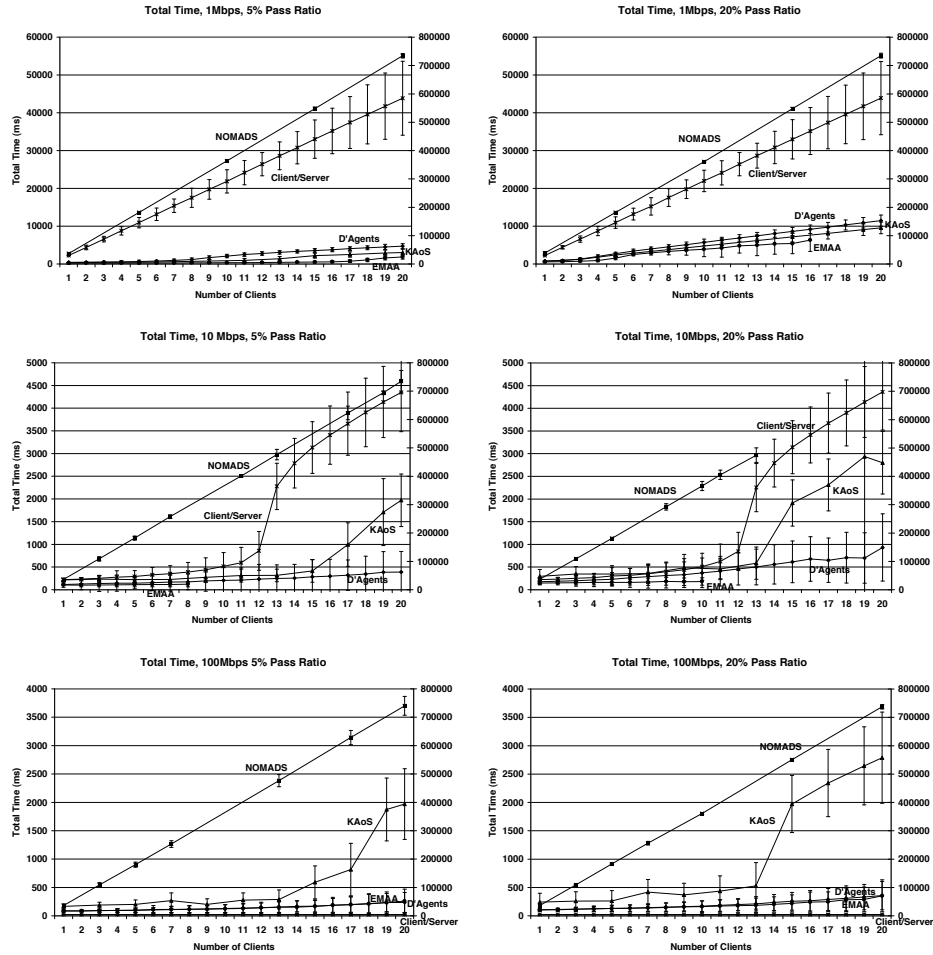 Total Time, 1Mbps, 5% Pass Ratio
60000
50000
40000
30000
20000
10000
0
800000
700000
600000
500000
400000
300000
200000
100000
0
Total Time (ms)
NOMADS
Client/Server
D'Agents
KAoS
EMAA
1 2 3 4 5 6 7 8 9 10 11 12 13 14 15 16 17 18 19 20
Number of Clients
Total Time, 1Mbps, 20% Pass Ratio
60000
50000
40000
30000
20000
10000
0
800000
700000
600000
500000
400000
300000
200000
100000
0
Total Time (ms)
NOMADS
Client/Server
D'Agents
KAoS
EMAA
1 2 3 4 5 6 7 8 9 10 11 12 13 14 15 16 17 18 19 20
Number of Clients
Total Time, 10 Mbps, 5% Pass Ratio
5000
4500
4000
3500
3000
2500
2000
1500
1000
500
0
800000
700000
600000
500000
400000
300000
200000
100000
0
Total Time (ms)
NOMADS
Client/Server
KAoS
D'Agents
EMAA
1 2 3 4 5 6 7 8 9 10 11 12 13 14 15 16 17 18 19 20
Number of Clients
Total Time, 10Mbps, 20% Pass Ratio
5000
4500
4000
3500
3000
2500
2000
1500
1000
500
0
800000
700000
600000
500000
400000
300000
200000
100000
0
Total Time (ms)
Client/Server
NOMADS
KAoS
D'Agents
EMAA
1 2 3 4 5 6 7 8 9 10 11 12 13 14 15 16 17 18 19 20
Number of Clients
Total Time, 100Mbps 5% Pass Ratio
4000
3500
3000
2500
2000
1500
1000
500
0
800000
700000
600000
500000
400000
300000
200000
100000
0
Total Time (ms)
NOMADS
KAoS
EMAA
D'Agents
Client/Server
1 2 3 4 5 6 7 8 9 10 11 12 13 14 15 16 17 18 19 20
Number of Clients
Total Time, 100Mbps, 20% Pass Ratio
4000
3500
3000
2500
2000
1500
1000
500
0
800000
700000
600000
500000
400000
300000
200000
100000
0
Total Time (ms)
NOMADS
KAoS
D'Agents
EMAA
Client/Server
1 2 3 4 5 6 7 8 9 10 11 12 13 14 15 16 17 18 19 20
Number of Clients